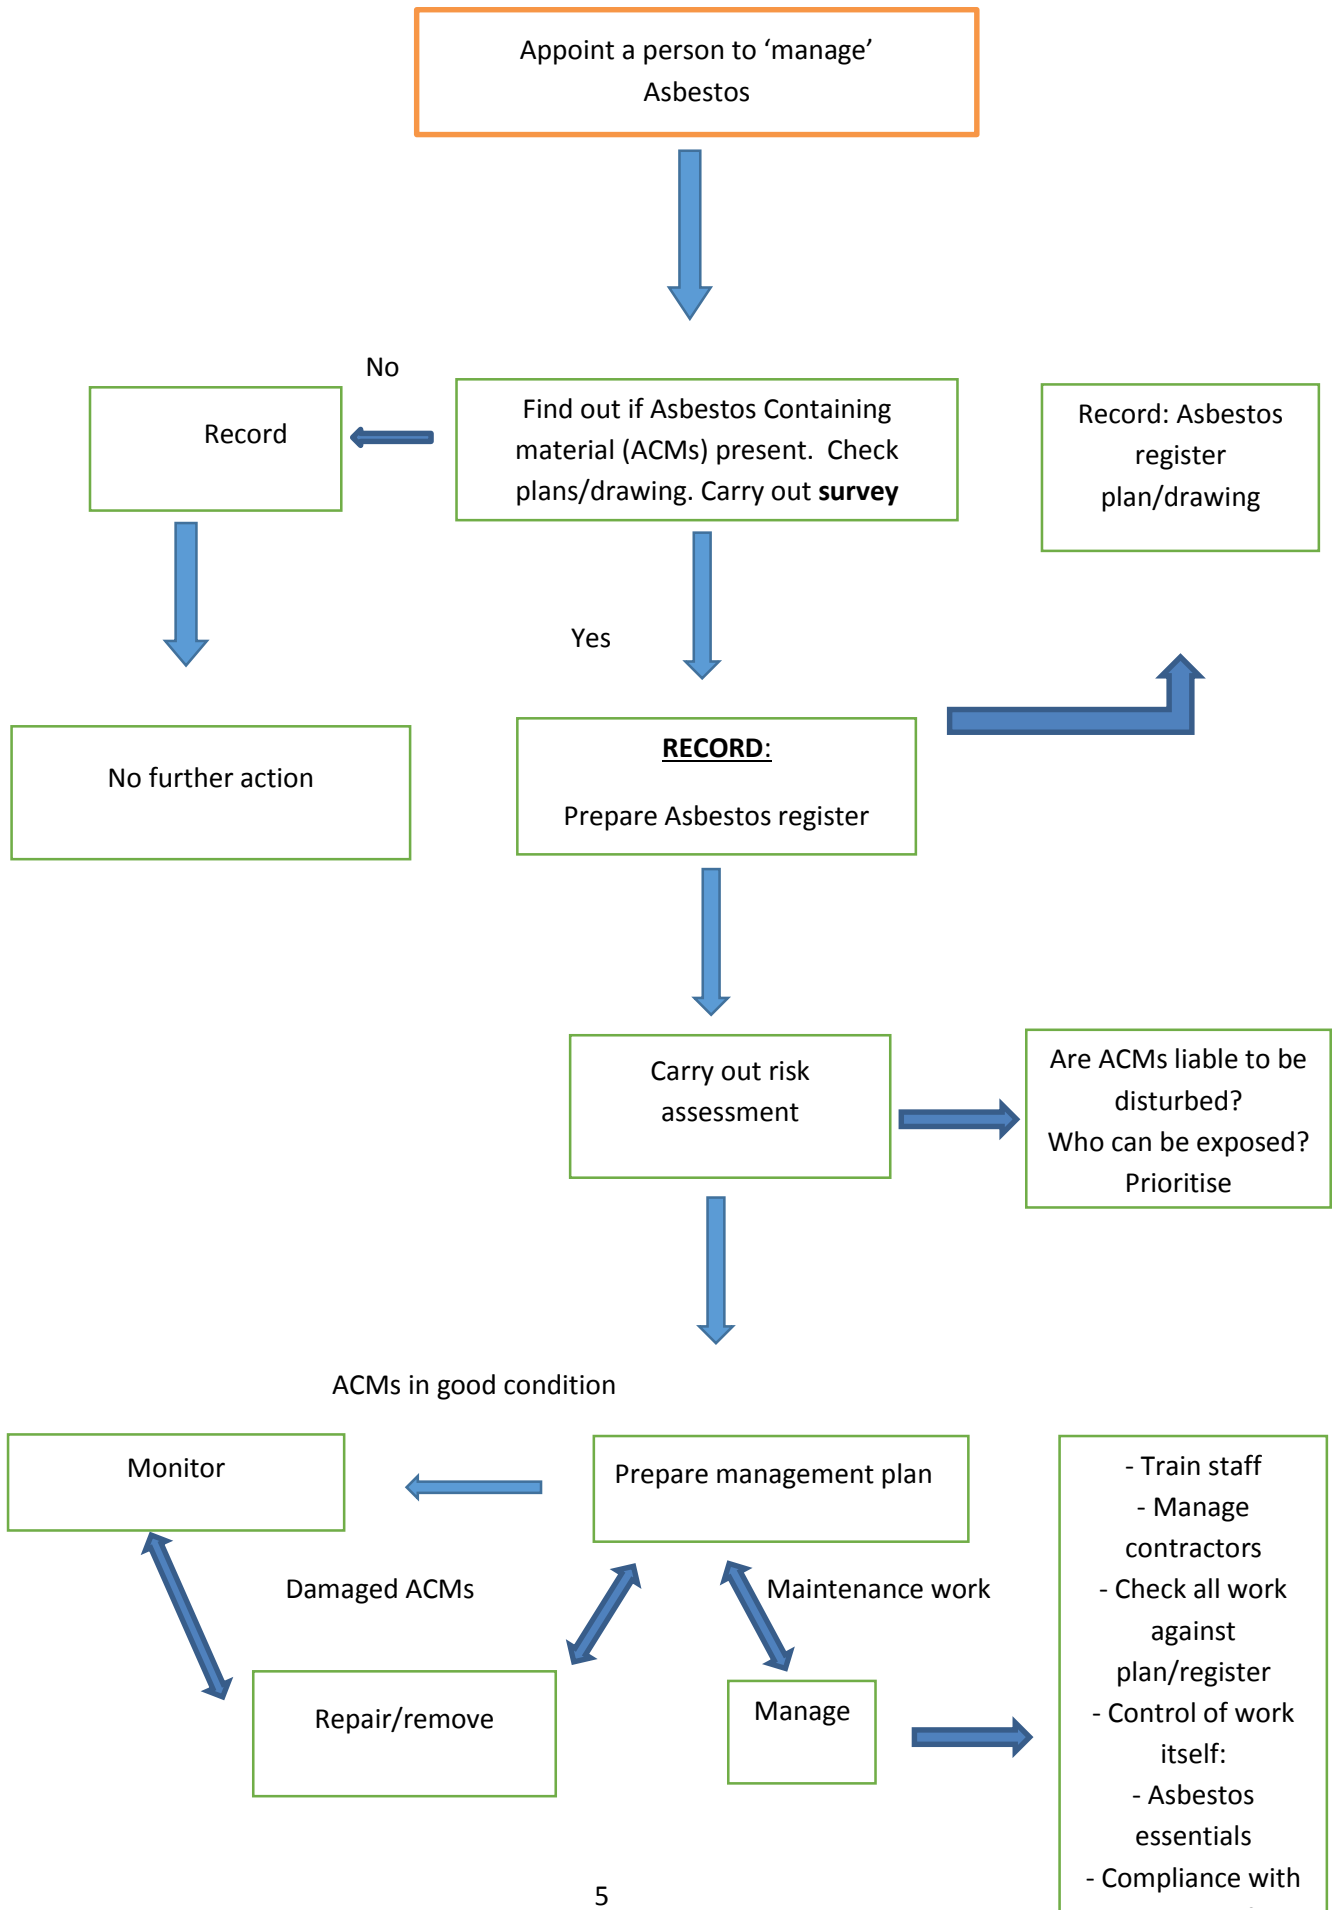 Appoint a person to ‘manage’
Asbestos
No
Record
Find out if Asbestos Containing
material (ACMs) present.  Check
plans/drawing. Carry out survey
Record: Asbestos
register
plan/drawing
Yes
No further action
RECORD:
Prepare Asbestos register
Carry out risk
assessment
Are ACMs liable to be
disturbed?
Who can be exposed?
Prioritise
ACMs in good condition
Monitor
Prepare management plan
Damaged ACMs
Maintenance work
Repair/remove
Manage
- Train staff
- Manage
contractors
- Check all work
against
plan/register
- Control of work
itself:
- Asbestos
essentials
- Compliance with
5